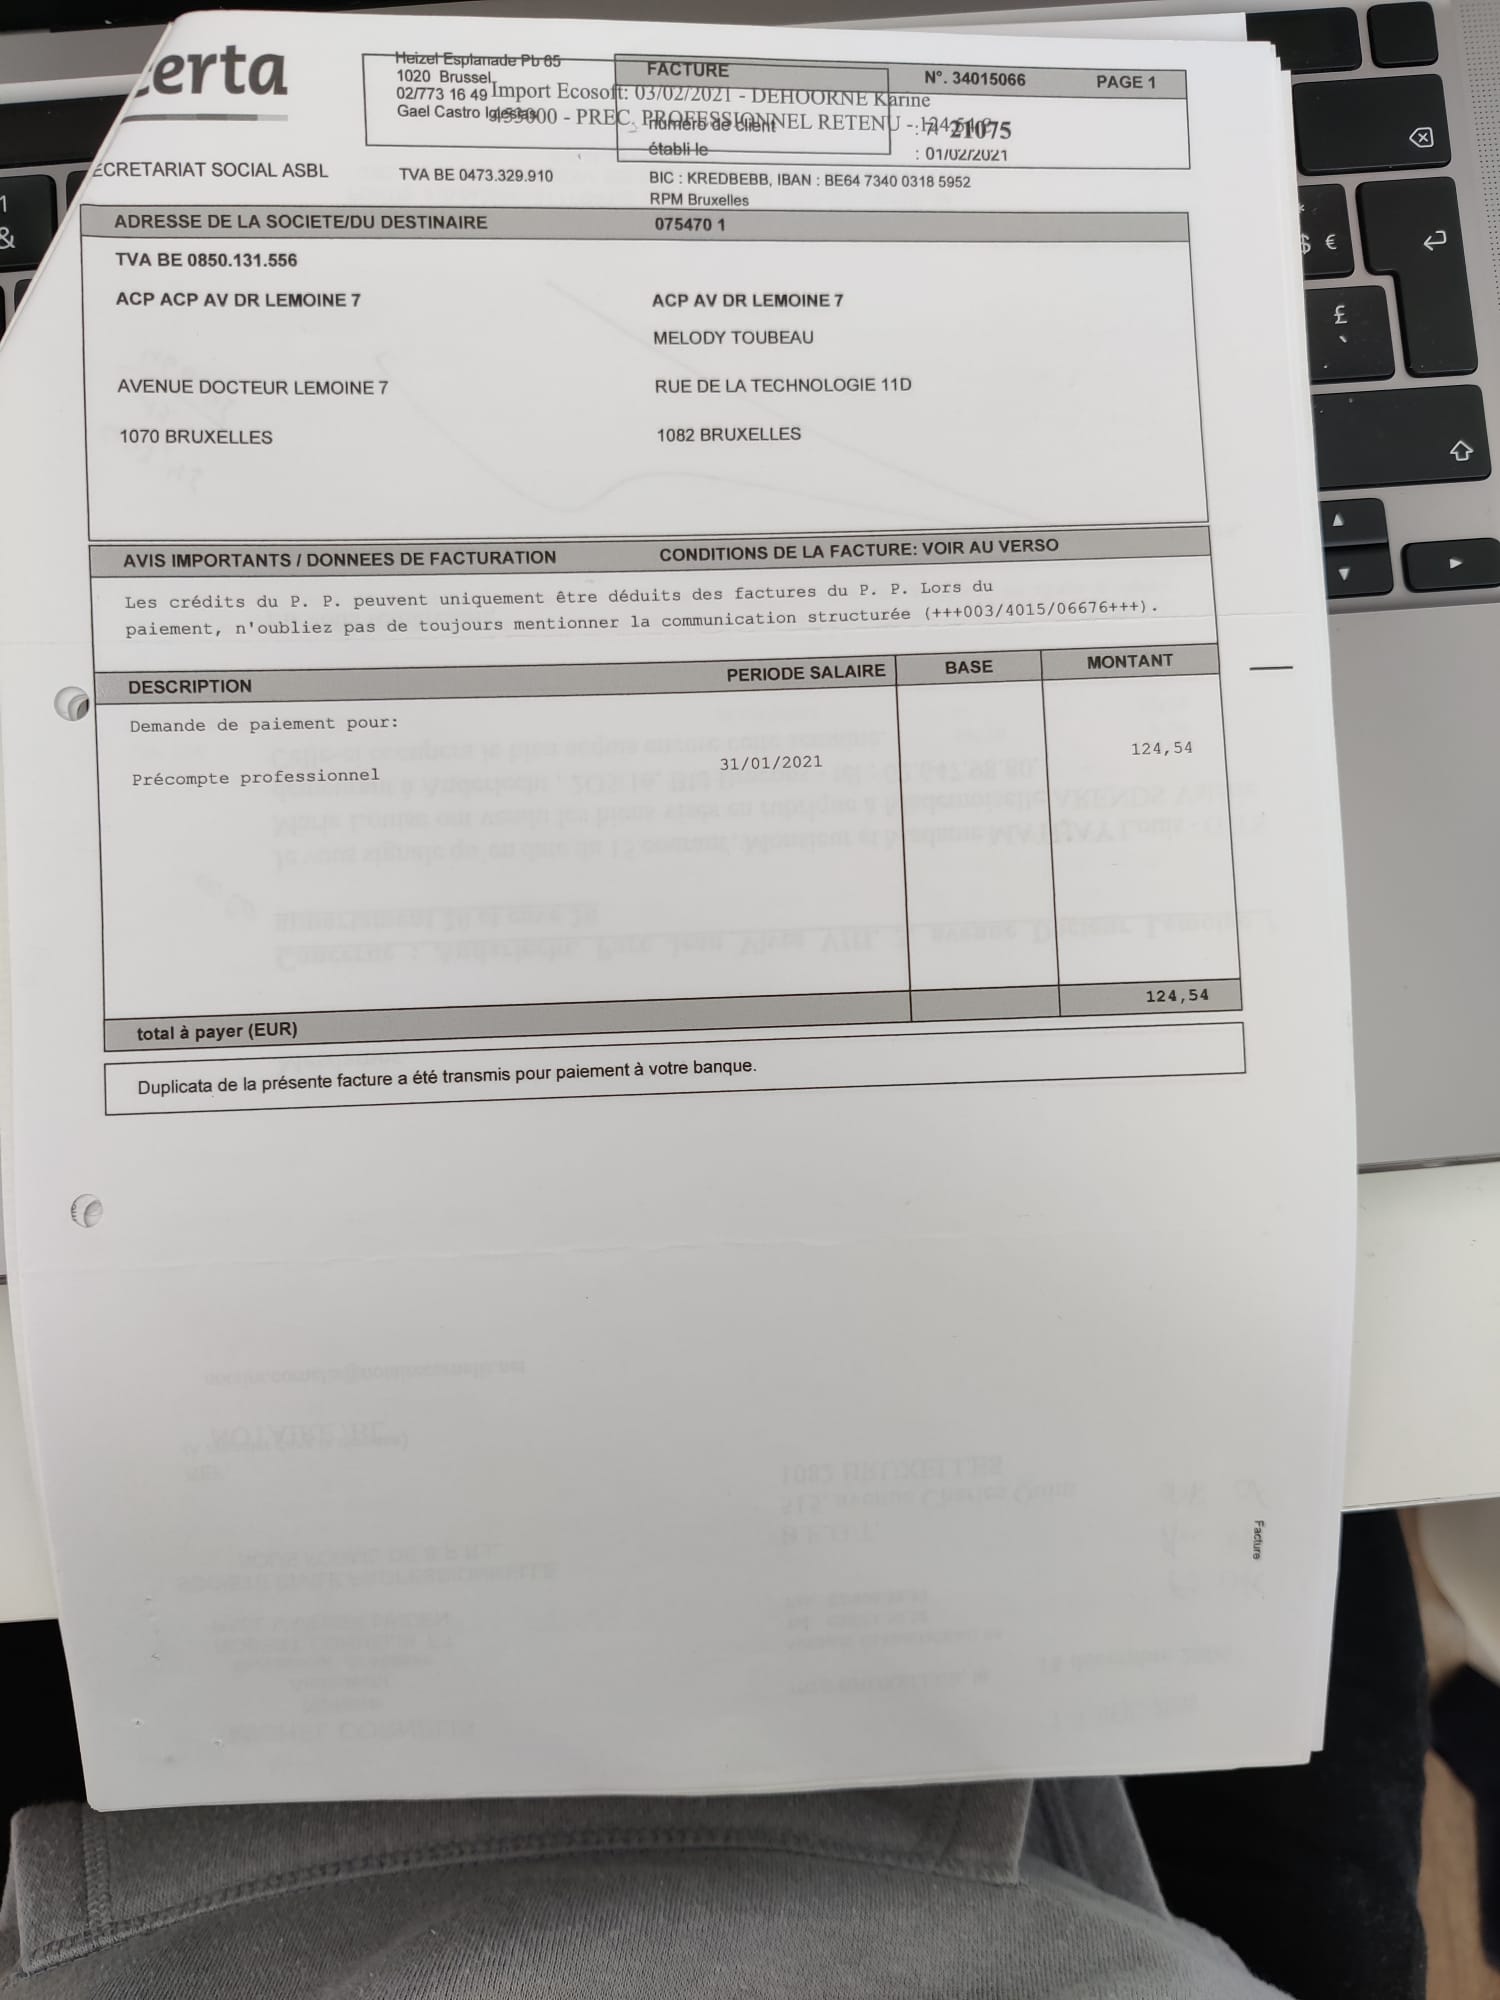 erta
Heizel Esplanade Pb 65
1020 Brussel
02/773 16 49
Gael Castro Iglesias
FACTURE N°. 34015066 PAGE 1
Import Ecosoft: 03/02/2021 - DEHOORNE Karine
- PREC. PROFESSIONNEL RETENU -
numéro de client : 21075
établi le : 01/02/2021
ECRETARIAT SOCIAL ASBL
TVA BE 0473.329.910
BIC : KREDBEBB, IBAN : BE64 7340 0318 5952
RPM Bruxelles
ADRESSE DE LA SOCIETE/DU DESTINAIRE 075470 1
TVA BE 0850.131.556
ACP ACP AV DR LEMOINE 7 ACP AV DR LEMOINE 7
MELODY TOUBEAU
AVENUE DOCTEUR LEMOINE 7 RUE DE LA TECHNOLOGIE 11D
1070 BRUXELLES 1082 BRUXELLES
AVIS IMPORTANTS / DONNEES DE FACTURATION CONDITIONS DE LA FACTURE: VOIR AU VERSO
Les crédits du P. P. peuvent uniquement être déduits des factures du P. P. Lors du
paiement, n'oubliez pas de toujours mentionner la communication structurée (+++003/4015/06676+++).
DESCRIPTION PERIODE SALAIRE BASE MONTANT
Demande de paiement pour:
Précompte professionnel 31/01/2021 124,54
total à payer (EUR) 124,54
Duplicata de la présente facture a été transmis pour paiement à votre banque.
Facture
1
&
$ €
£
`